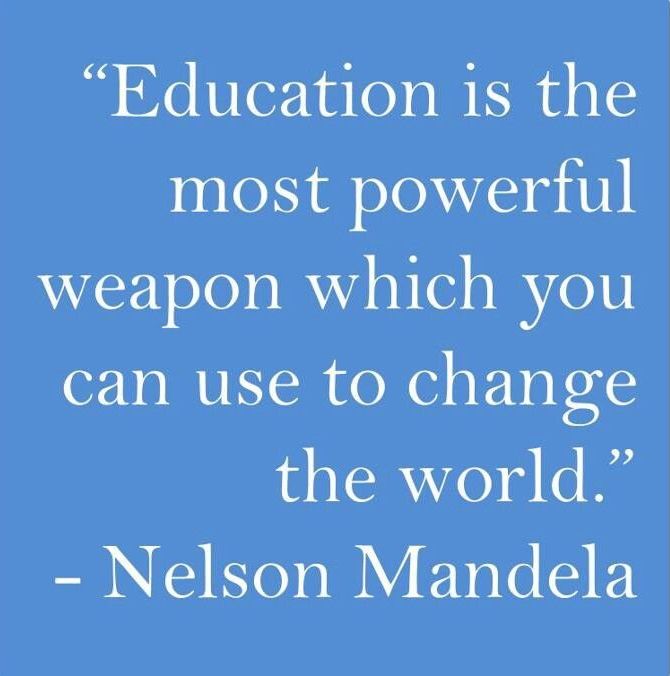 “Education is the
most powerful
weapon which you
can use to change
the world.”
– Nelson Mandela